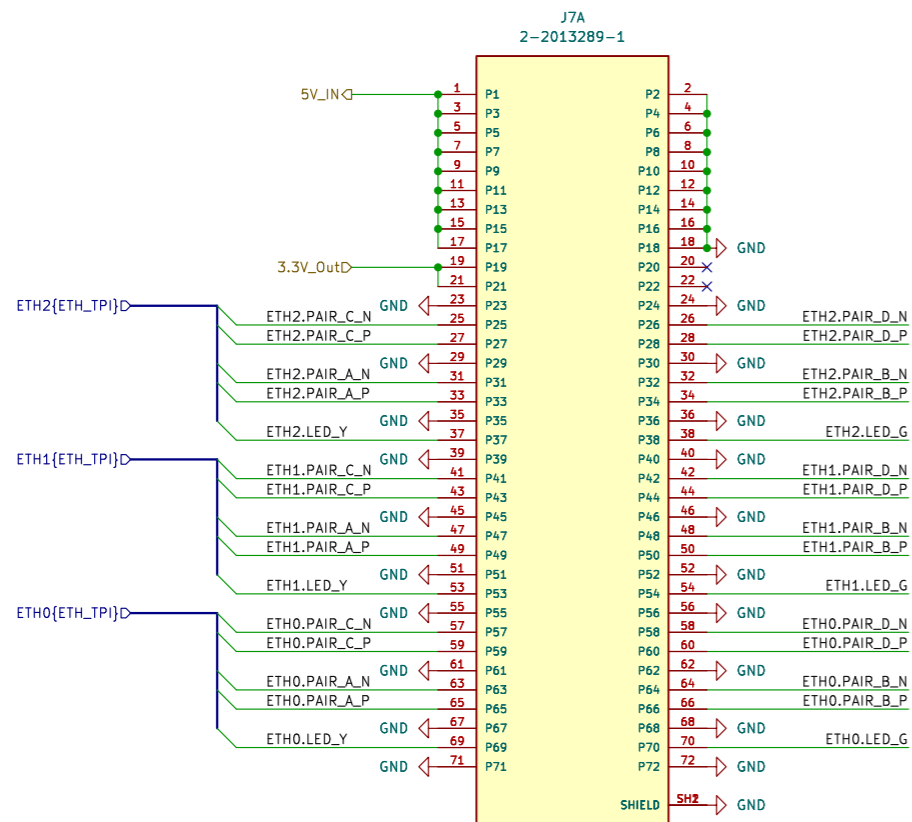 J7A
2-2013289-1
5V_IN 1 P1 P2 2
3 P3 P4 4
5 P5 P6 6
7 P7 P8 8
9 P9 P10 10
11 P11 P12 12
13 P13 P14 14
15 P15 P16 16
17 P17 P18 18 GND
3.3V_Out 19 P19 P20 20
21 P21 P22 22
ETH2{ETH_TPI} GND 23 P23 P24 24 GND
ETH2.PAIR_C_N 25 P25 P26 26 ETH2.PAIR_D_N
ETH2.PAIR_C_P 27 P27 P28 28 ETH2.PAIR_D_P
GND 29 P29 P30 30 GND
ETH2.PAIR_A_N 31 P31 P32 32 ETH2.PAIR_B_N
ETH2.PAIR_A_P 33 P33 P34 34 ETH2.PAIR_B_P
GND 35 P35 P36 36 GND
ETH2.LED_Y 37 P37 P38 38 ETH2.LED_G
ETH1{ETH_TPI} GND 39 P39 P40 40 GND
ETH1.PAIR_C_N 41 P41 P42 42 ETH1.PAIR_D_N
ETH1.PAIR_C_P 43 P43 P44 44 ETH1.PAIR_D_P
GND 45 P45 P46 46 GND
ETH1.PAIR_A_N 47 P47 P48 48 ETH1.PAIR_B_N
ETH1.PAIR_A_P 49 P49 P50 50 ETH1.PAIR_B_P
GND 51 P51 P52 52 GND
ETH1.LED_Y 53 P53 P54 54 ETH1.LED_G
ETH0{ETH_TPI} GND 55 P55 P56 56 GND
ETH0.PAIR_C_N 57 P57 P58 58 ETH0.PAIR_D_N
ETH0.PAIR_C_P 59 P59 P60 60 ETH0.PAIR_D_P
GND 61 P61 P62 62 GND
ETH0.PAIR_A_N 63 P63 P64 64 ETH0.PAIR_B_N
ETH0.PAIR_A_P 65 P65 P66 66 ETH0.PAIR_B_P
GND 67 P67 P68 68 GND
ETH0.LED_Y 69 P69 P70 70 ETH0.LED_G
GND 71 P71 P72 72 GND
SHIELD GND